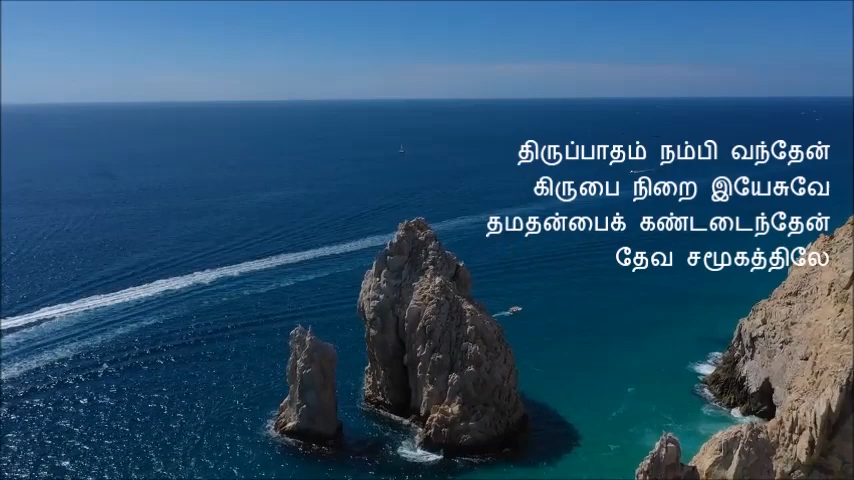 திருப்பாதம் நம்பி வந்தேன்
கிருபை நிறை இயேசுவே
தமதன்பைக் கண்டடைந்தேன்
தேவ சமூகத்திலே